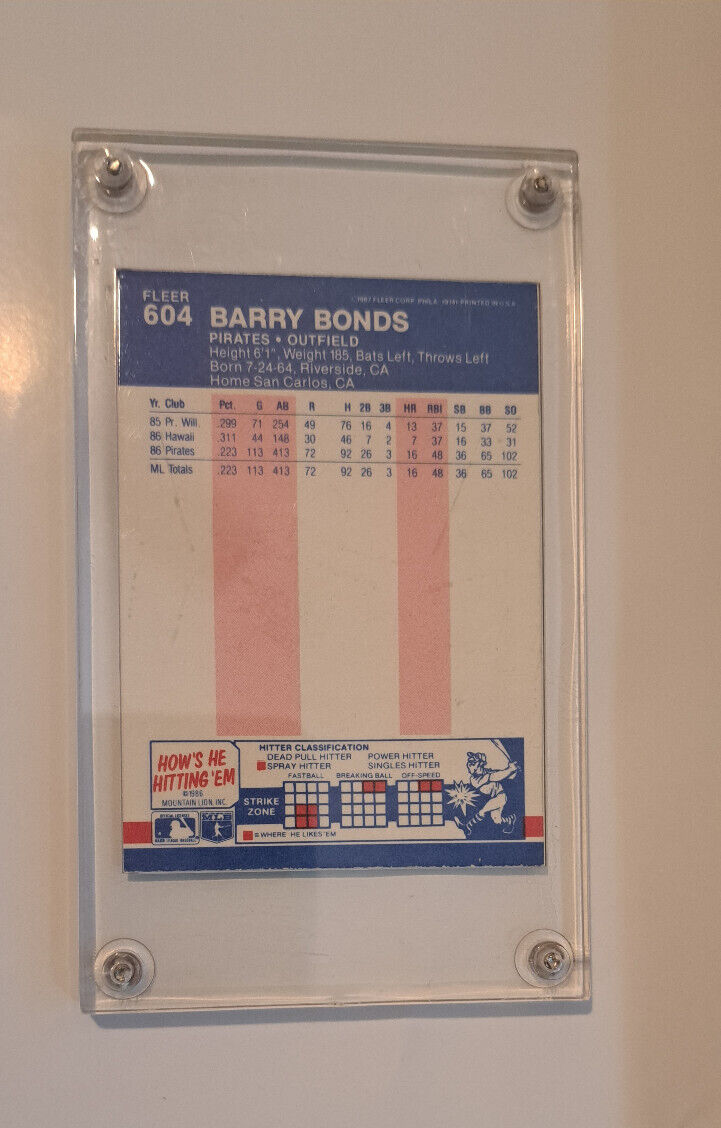 FLEER
604
© 1987 FLEER CORP. PHILA. 19141 PRINTED IN U.S.A.
BARRY BONDS
PIRATES • OUTFIELD
Height 6'1", Weight 185, Bats Left, Throws Left
Born 7-24-64, Riverside, CA
Home San Carlos, CA
Yr. Club Pct. G AB R H 2B 3B HR RBI SB BB SO
85 Pr. Will. .299 71 254 49 76 16 4 13 37 15 37 52
86 Hawaii .311 44 148 30 46 7 2 7 37 16 33 31
86 Pirates .223 113 413 72 92 26 3 16 48 36 65 102
ML Totals .223 113 413 72 92 26 3 16 48 36 65 102
HOW'S HE
HITTING 'EM
©1986
MOUNTAIN LION, INC.
HITTER CLASSIFICATION
DEAD PULL HITTER POWER HITTER
SPRAY HITTER SINGLES HITTER
FASTBALL BREAKING BALL OFF-SPEED
STRIKE
ZONE
= WHERE HE LIKES 'EM
MLB